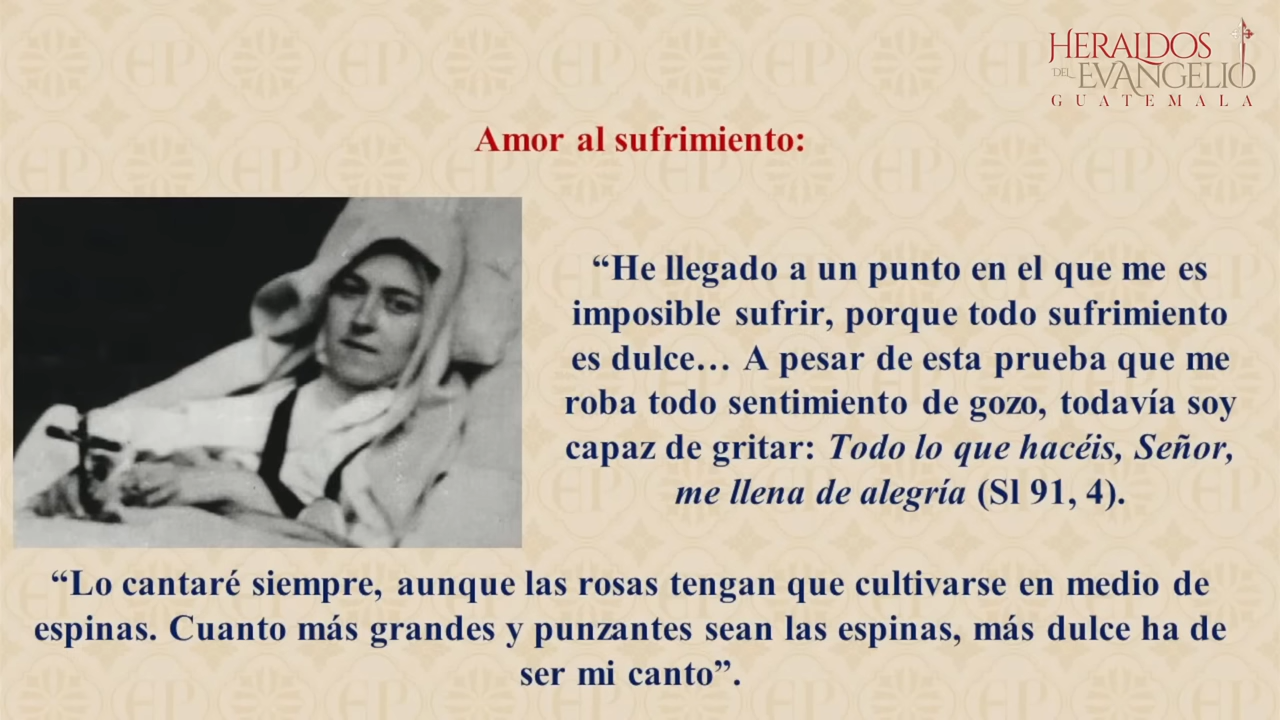 HERALDOS
DEL EVANGELIO
GUATEMALA
Amor al sufrimiento:
“He llegado a un punto en el que me es
imposible sufrir, porque todo sufrimiento
es dulce… A pesar de esta prueba que me
roba todo sentimiento de gozo, todavía soy
capaz de gritar: Todo lo que hacéis, Señor,
me llena de alegría (Sl 91, 4).
“Lo cantaré siempre, aunque las rosas tengan que cultivarse en medio de
espinas. Cuanto más grandes y punzantes sean las espinas, más dulce ha de
ser mi canto”.